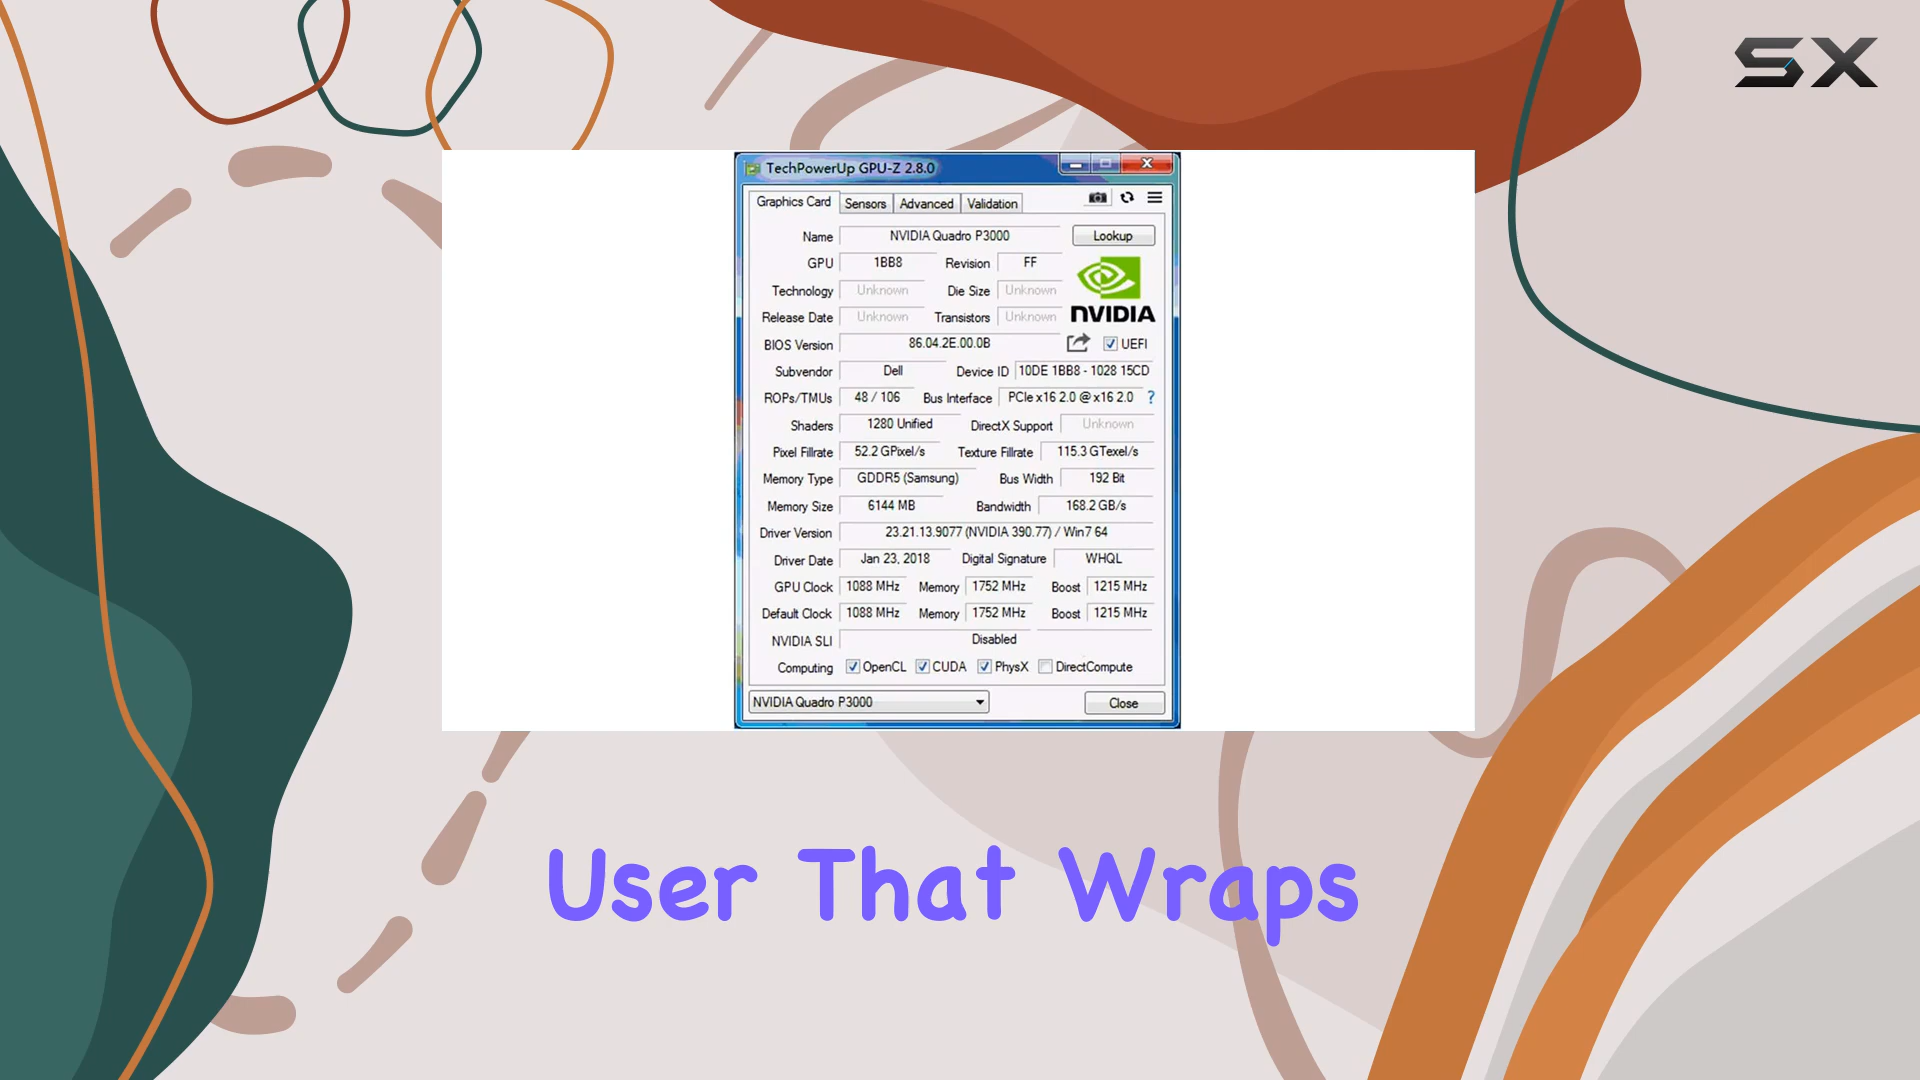 SX
TechPowerUp GPU-Z 2.8.0
Graphics Card Sensors Advanced Validation
Name NVIDIA Quadro P3000 Lookup
GPU 1BB8 Revision FF
Technology Unknown Die Size Unknown
Release Date Unknown Transistors Unknown
NVIDIA
BIOS Version 86.04.2E.00.0B UEFI
Subvendor Dell Device ID 10DE 1BB8 - 1028 15CD
ROPs/TMUs 48 / 106 Bus Interface PCIe x16 2.0 @ x16 2.0 ?
Shaders 1280 Unified DirectX Support Unknown
Pixel Fillrate 52.2 GPixel/s Texture Fillrate 115.3 GTexel/s
Memory Type GDDR5 (Samsung) Bus Width 192 Bit
Memory Size 6144 MB Bandwidth 168.2 GB/s
Driver Version 23.21.13.9077 (NVIDIA 390.77) / Win7 64
Driver Date Jan 23, 2018 Digital Signature WHQL
GPU Clock 1088 MHz Memory 1752 MHz Boost 1215 MHz
Default Clock 1088 MHz Memory 1752 MHz Boost 1215 MHz
NVIDIA SLI Disabled
Computing OpenCL CUDA PhysX DirectCompute
NVIDIA Quadro P3000 Close
User That Wraps